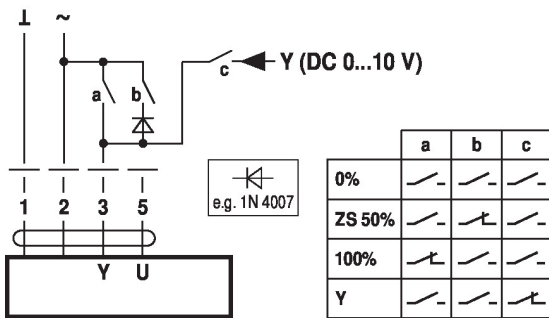 ⊥ ~
a b c Y (DC 0...10 V)
1 2 3 5
Y U
e.g. 1N 4007
a b c
0%
ZS 50%
100%
Y